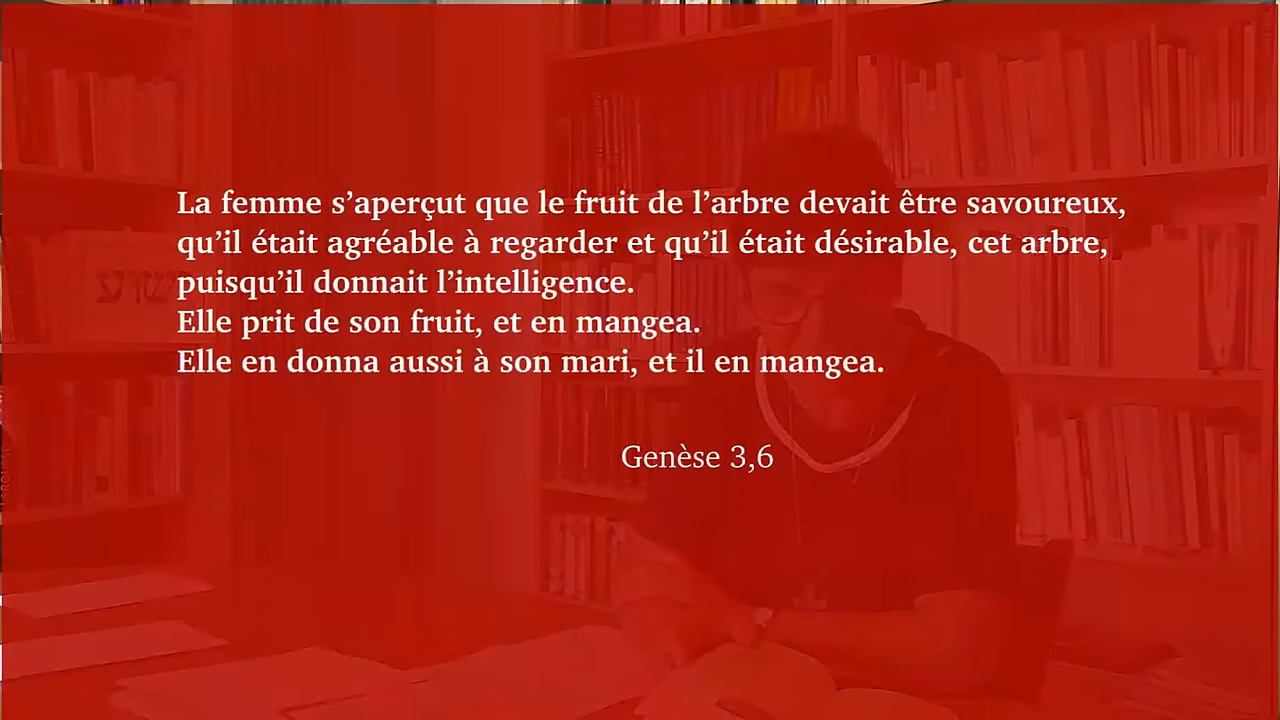 La femme s’aperçut que le fruit de l’arbre devait être savoureux,
qu’il était agréable à regarder et qu’il était désirable, cet arbre,
puisqu’il donnait l’intelligence.
Elle prit de son fruit, et en mangea.
Elle en donna aussi à son mari, et il en mangea.
Genèse 3,6